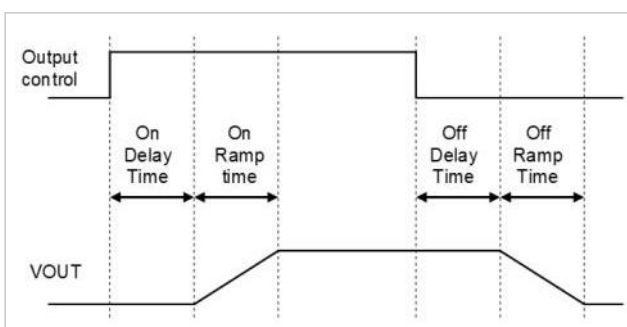 Output
control
On
Delay
Time
On
Ramp
time
Off
Delay
Time
Off
Ramp
Time
VOUT